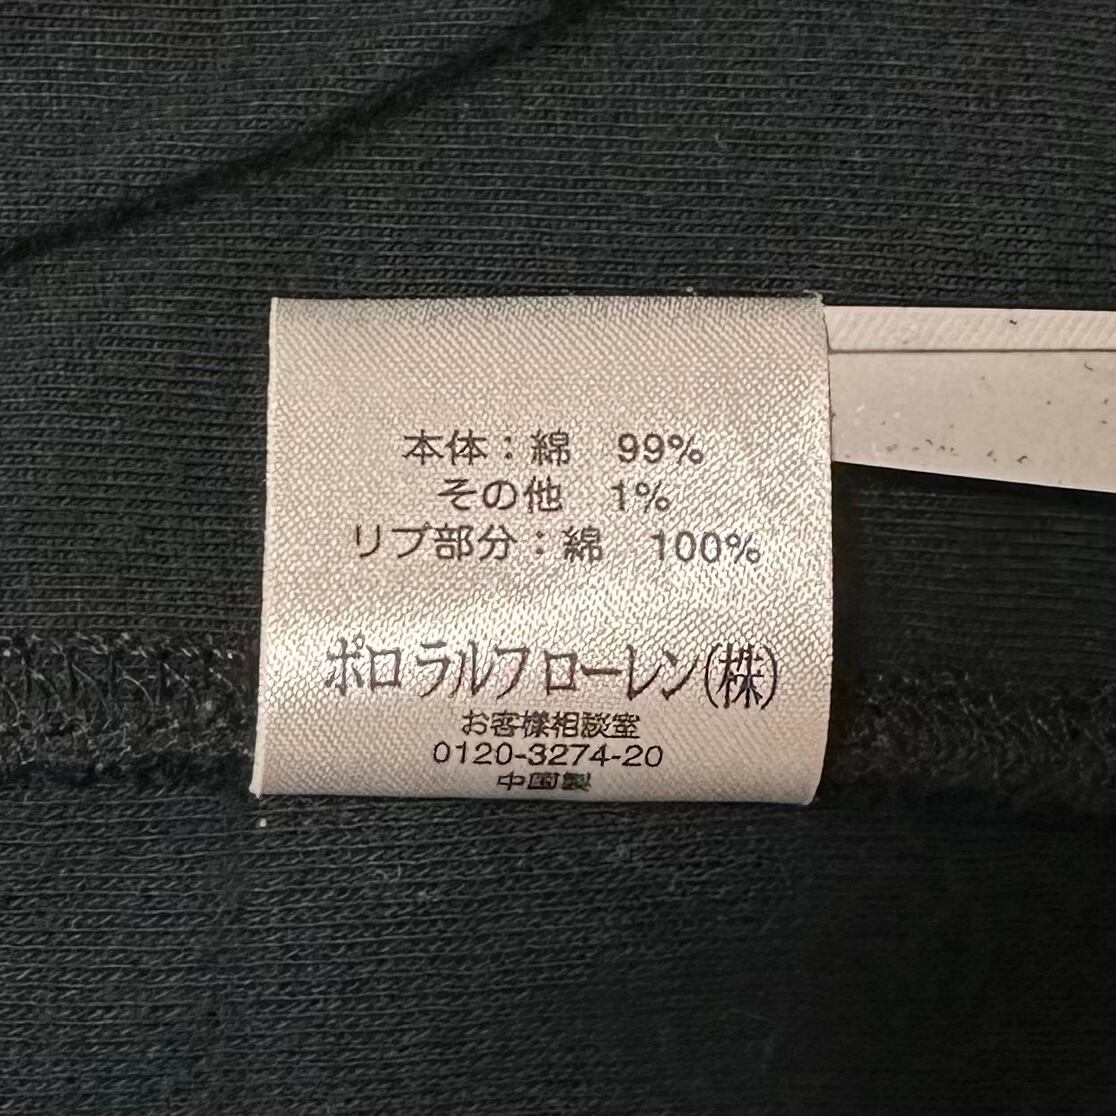 本体：綿　99%
その他　1%
リブ部分：綿　100%
ポロ ラルフ ローレン(株)
お客様相談室
0120-3274-20
中国製